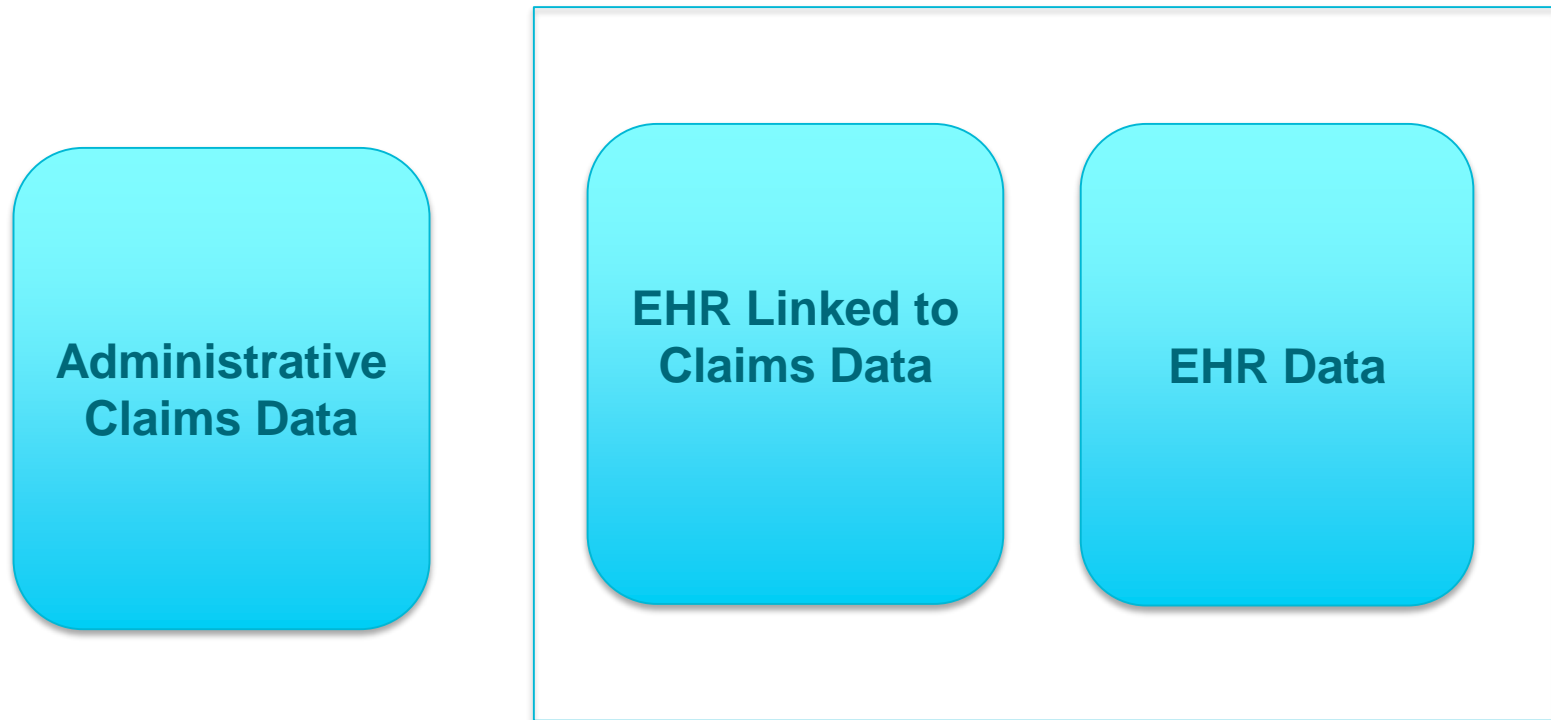 Administrative
Claims Data
EHR Linked to
Claims Data
EHR Data